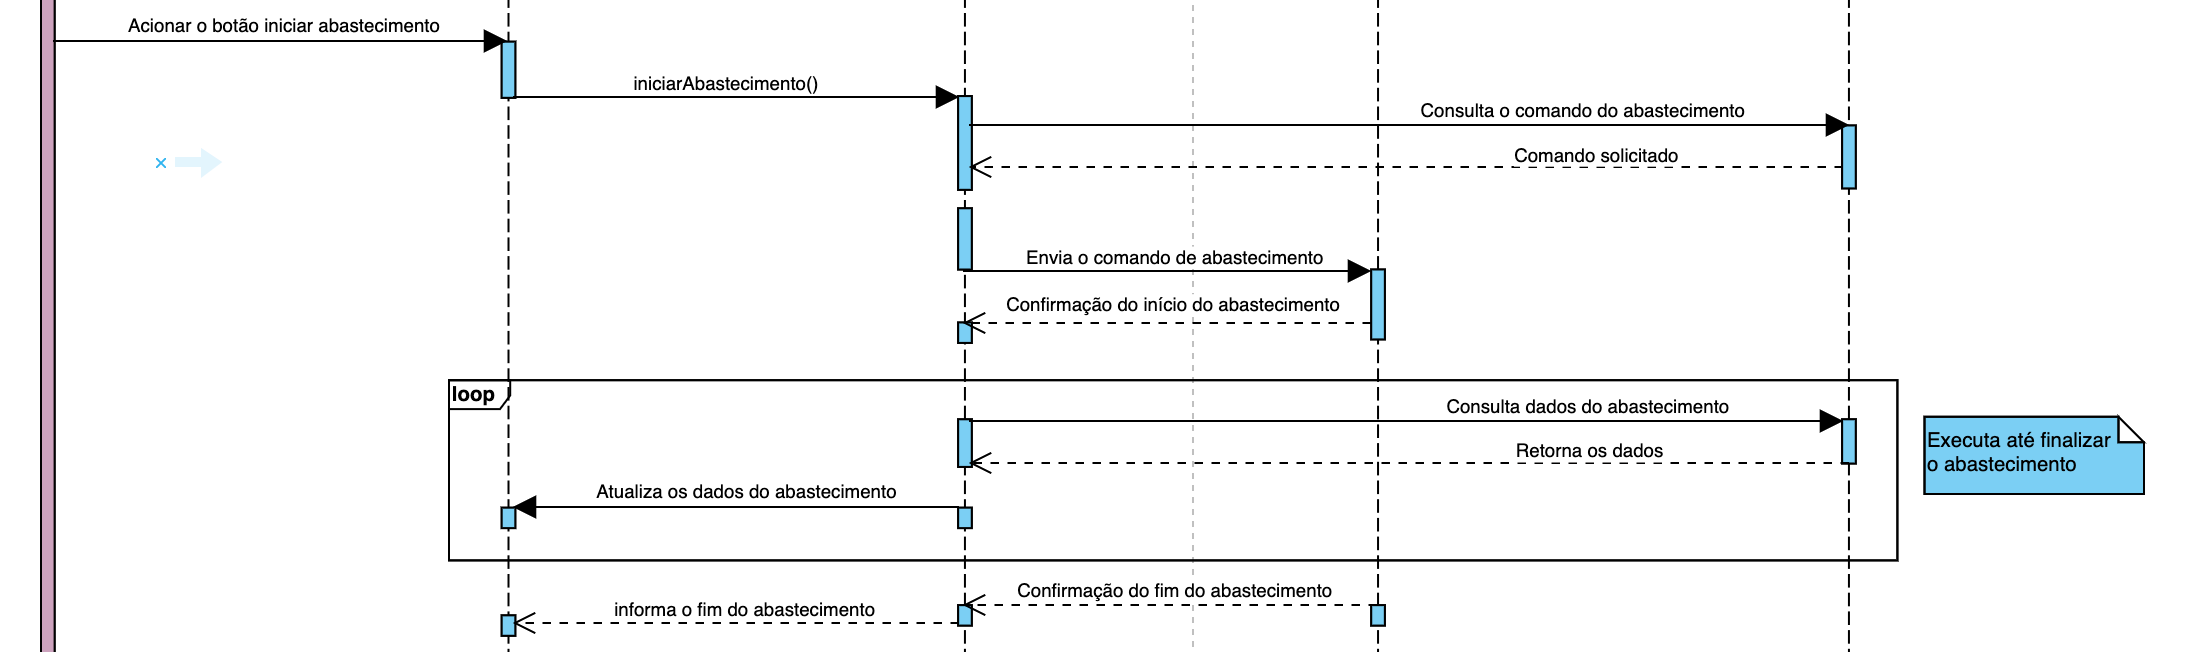 Acionar o botão iniciar abastecimento
iniciarAbastecimento()
Consulta o comando do abastecimento
Comando solicitado
Envia o comando de abastecimento
Confirmação do início do abastecimento
loop
Consulta dados do abastecimento
Executa até finalizar
o abastecimento
Retorna os dados
Atualiza os dados do abastecimento
Confirmação do fim do abastecimento
informa o fim do abastecimento